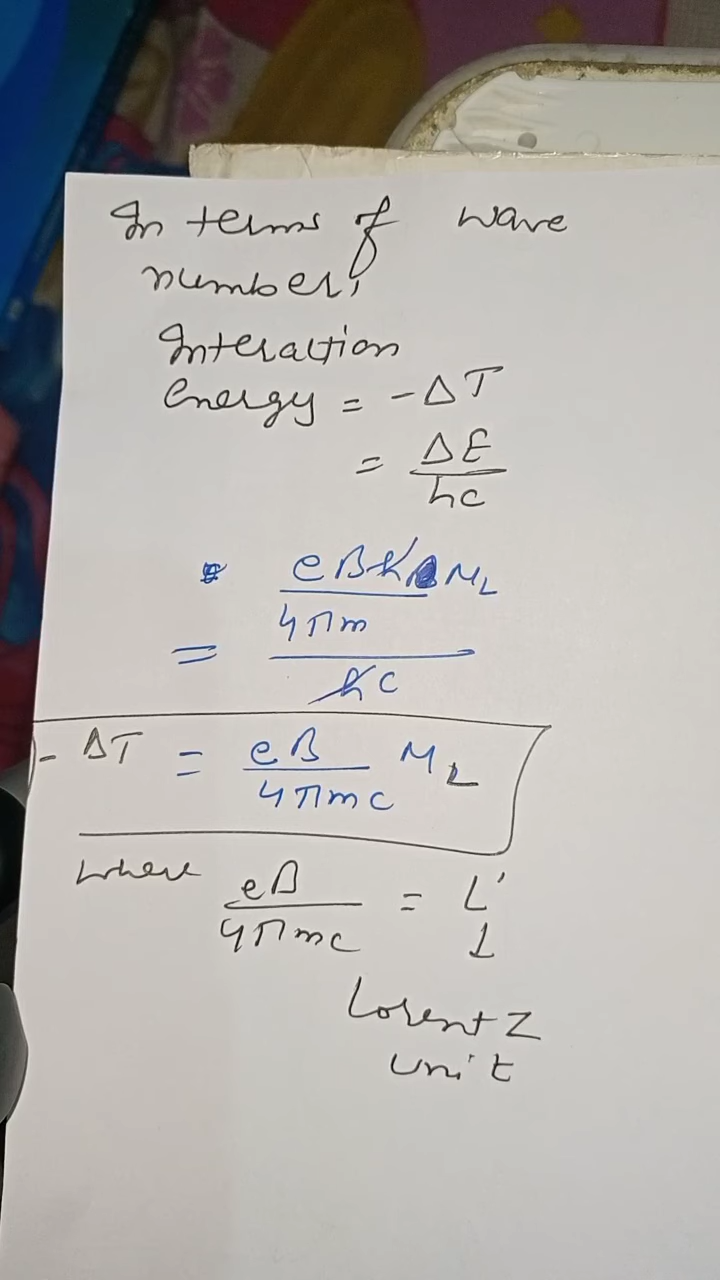 In terms of wave
number,
Interaction
energy = -ΔT
= ΔE
hc
eBh M_L
4πm
=
hc
- ΔT = eB M_L
4πmc
where eB = L'
4πmc
Lorentz
unit